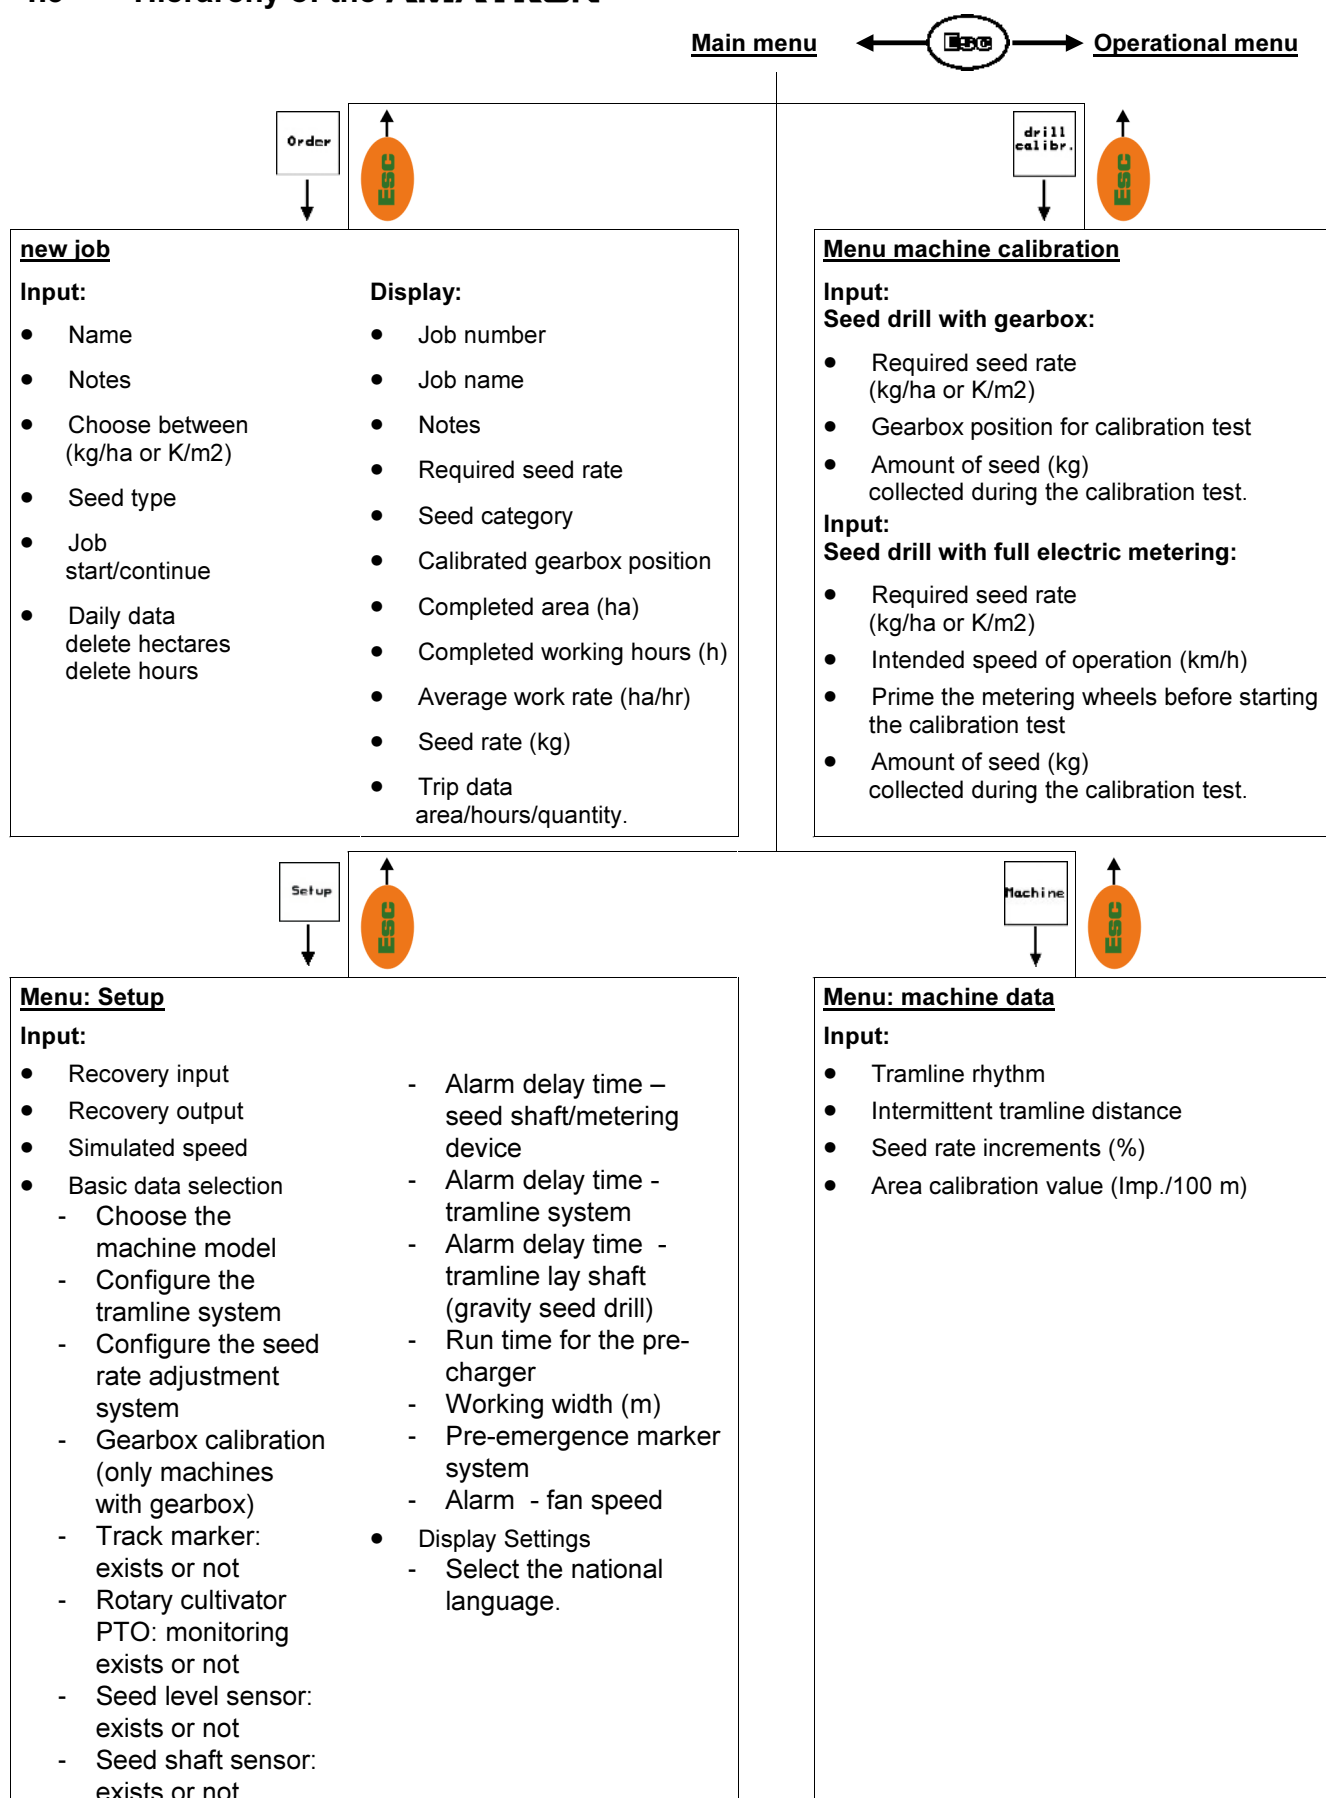 Hierarchy of the AMATRON
Main menu
Esc
Operational menu
Order
Esc
drill
calibr.
Esc
new job
Input:
● Name
● Notes
● Choose between
(kg/ha or K/m2)
● Seed type
● Job
start/continue
● Daily data
delete hectares
delete hours
Display:
● Job number
● Job name
● Notes
● Required seed rate
● Seed category
● Calibrated gearbox position
● Completed area (ha)
● Completed working hours (h)
● Average work rate (ha/hr)
● Seed rate (kg)
● Trip data
area/hours/quantity.
Menu machine calibration
Input:
Seed drill with gearbox:
● Required seed rate
(kg/ha or K/m2)
● Gearbox position for calibration test
● Amount of seed (kg)
collected during the calibration test.
Input:
Seed drill with full electric metering:
● Required seed rate
(kg/ha or K/m2)
● Intended speed of operation (km/h)
● Prime the metering wheels before starting
the calibration test
● Amount of seed (kg)
collected during the calibration test.
Setup
Esc
Machine
Esc
Menu: Setup
Input:
● Recovery input
● Recovery output
● Simulated speed
● Basic data selection
- Choose the
machine model
- Configure the
tramline system
- Configure the seed
rate adjustment
system
- Gearbox calibration
(only machines
with gearbox)
- Track marker:
exists or not
- Rotary cultivator
PTO: monitoring
exists or not
- Seed level sensor:
exists or not
- Seed shaft sensor:
exists or not
- Alarm delay time –
seed shaft/metering
device
- Alarm delay time -
tramline system
- Alarm delay time  -
tramline lay shaft
(gravity seed drill)
- Run time for the pre-
charger
- Working width (m)
- Pre-emergence marker
system
- Alarm  - fan speed
● Display Settings
- Select the national
language.
Menu: machine data
Input:
● Tramline rhythm
● Intermittent tramline distance
● Seed rate increments (%)
● Area calibration value (Imp./100 m)